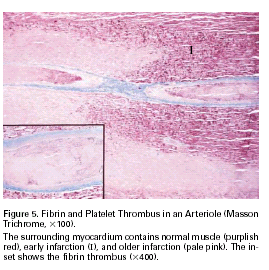 I
Figure 5. Fibrin and Platelet Thrombus in an Arteriole (Masson
Trichrome, ×100).
The surrounding myocardium contains normal muscle (purplish
red), early infarction (I), and older infarction (pale pink). The in-
set shows the fibrin thrombus (×400).